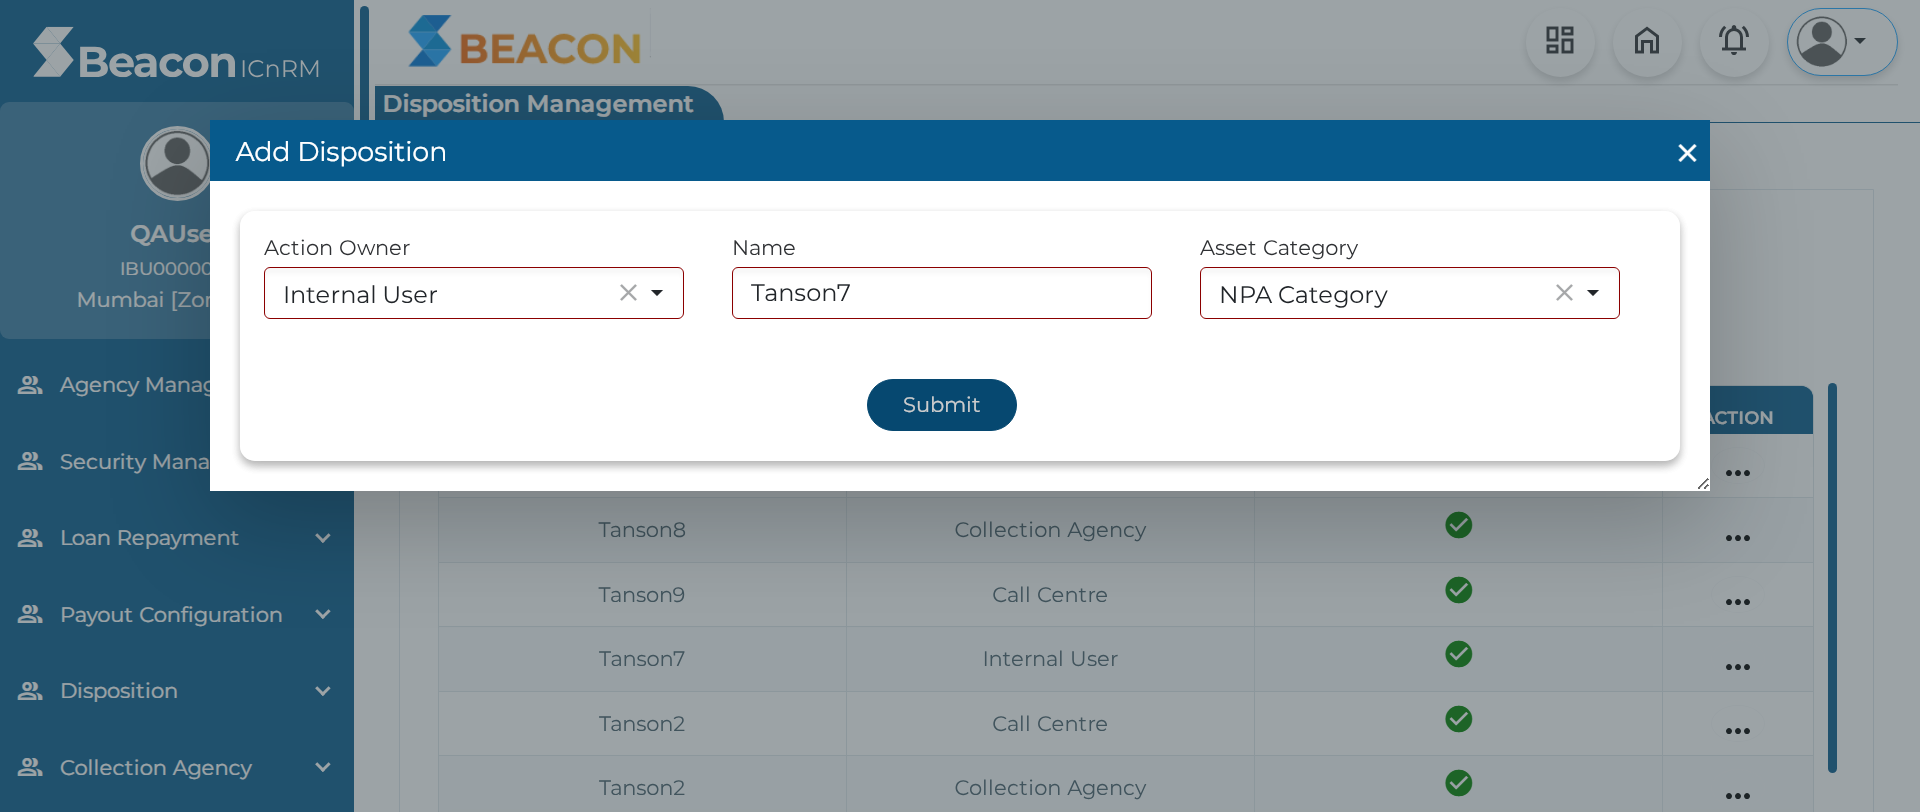 Beacon ICnRM
BEACON
Disposition Management
Add Disposition
QAUse
IBU00000
Mumbai [Zor
Action Owner
Name
Asset Category
Internal User
Tanson7
NPA Category
Submit
Agency Manag
Security Mana
Loan Repayment
Payout Configuration
Disposition
Collection Agency
ACTION
Tanson8 Collection Agency
Tanson9 Call Centre
Tanson7 Internal User
Tanson2 Call Centre
Tanson2 Collection Agency